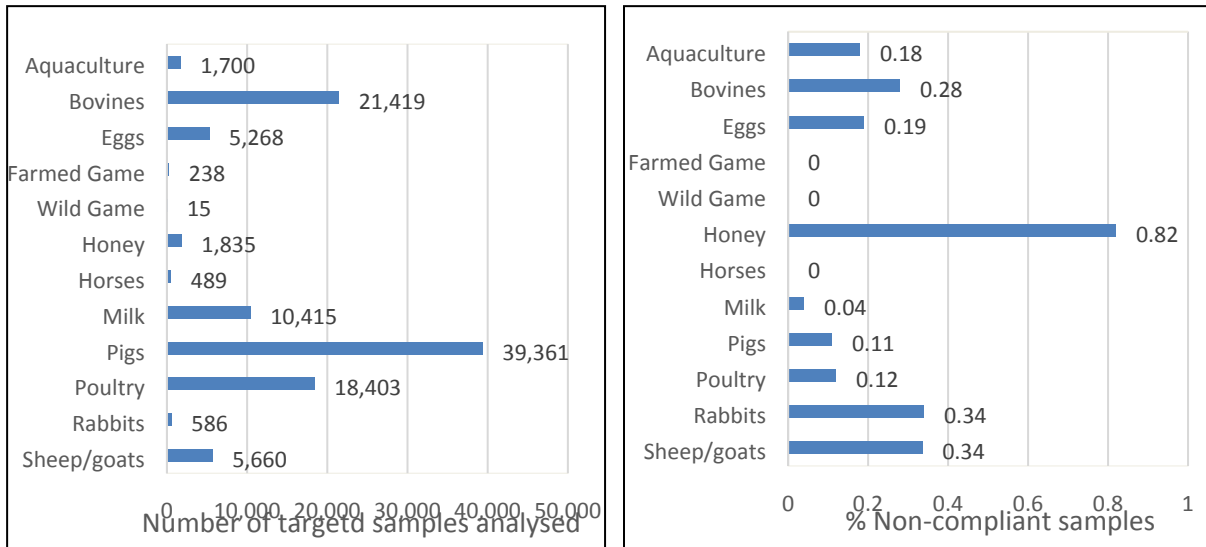 Aquaculture 1,700
Bovines 21,419
Eggs 5,268
Farmed Game 238
Wild Game 15
Honey 1,835
Horses 489
Milk 10,415
Pigs 39,361
Poultry 18,403
Rabbits 586
Sheep/goats 5,660
0 10,000 20,000 30,000 40,000 50,000
Number of targetd samples analysed
Aquaculture 0.18
Bovines 0.28
Eggs 0.19
Farmed Game 0
Wild Game 0
Honey 0.82
Horses 0
Milk 0.04
Pigs 0.11
Poultry 0.12
Rabbits 0.34
Sheep/goats 0.34
0 0.2 0.4 0.6 0.8 1
% Non-compliant samples